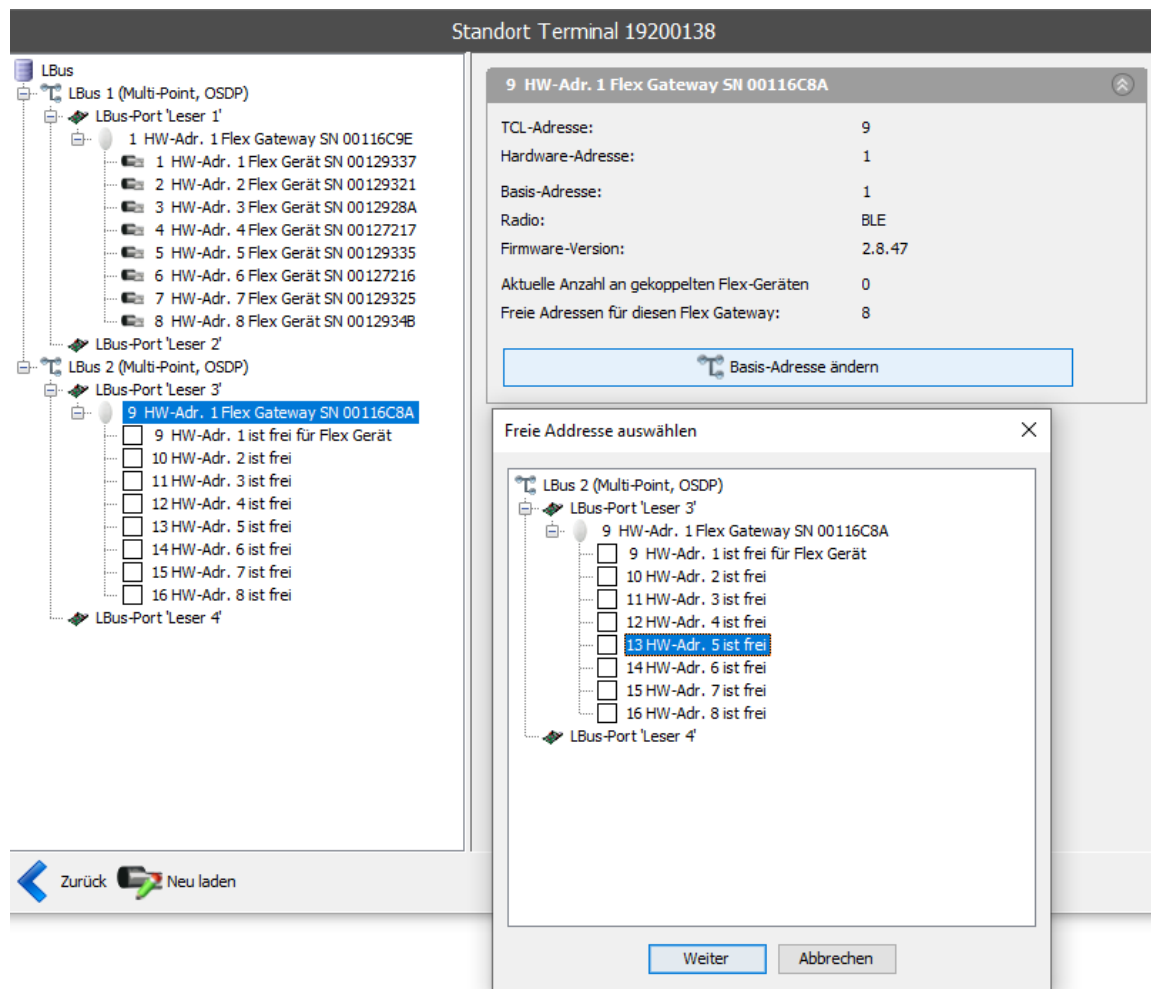 Standort Terminal 19200138
LBus
LBus 1 (Multi-Point, OSDP)
LBus-Port 'Leser 1'
1 HW-Adr. 1 Flex Gateway SN 00116C9E
1 HW-Adr. 1 Flex Gerät SN 00129337
2 HW-Adr. 2 Flex Gerät SN 00129321
3 HW-Adr. 3 Flex Gerät SN 0012928A
4 HW-Adr. 4 Flex Gerät SN 00127217
5 HW-Adr. 5 Flex Gerät SN 00129335
6 HW-Adr. 6 Flex Gerät SN 00127216
7 HW-Adr. 7 Flex Gerät SN 00129325
8 HW-Adr. 8 Flex Gerät SN 0012934B
LBus-Port 'Leser 2'
LBus 2 (Multi-Point, OSDP)
LBus-Port 'Leser 3'
9 HW-Adr. 1 Flex Gateway SN 00116C8A
9 HW-Adr. 1 ist frei für Flex Gerät
10 HW-Adr. 2 ist frei
11 HW-Adr. 3 ist frei
12 HW-Adr. 4 ist frei
13 HW-Adr. 5 ist frei
14 HW-Adr. 6 ist frei
15 HW-Adr. 7 ist frei
16 HW-Adr. 8 ist frei
LBus-Port 'Leser 4'
9 HW-Adr. 1 Flex Gateway SN 00116C8A
TCL-Adresse: 9
Hardware-Adresse: 1
Basis-Adresse: 1
Radio: BLE
Firmware-Version: 2.8.47
Aktuelle Anzahl an gekoppelten Flex-Geräten 0
Freie Adressen für diesen Flex Gateway: 8
Basis-Adresse ändern
Freie Addresse auswählen
LBus 2 (Multi-Point, OSDP)
LBus-Port 'Leser 3'
9 HW-Adr. 1 Flex Gateway SN 00116C8A
9 HW-Adr. 1 ist frei für Flex Gerät
10 HW-Adr. 2 ist frei
11 HW-Adr. 3 ist frei
12 HW-Adr. 4 ist frei
13 HW-Adr. 5 ist frei
14 HW-Adr. 6 ist frei
15 HW-Adr. 7 ist frei
16 HW-Adr. 8 ist frei
LBus-Port 'Leser 4'
Weiter Abbrechen
Zurück Neu laden